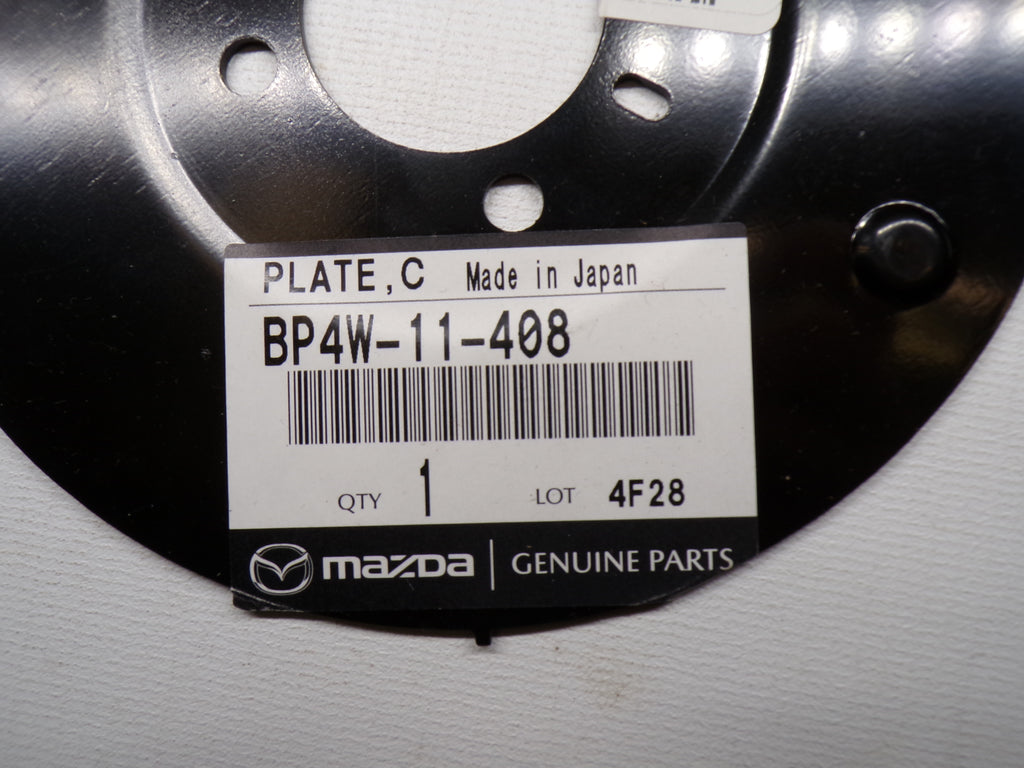 PLATE,C Made in Japan
BP4W-11-408
QTY 1 LOT 4F28
mazda GENUINE PARTS